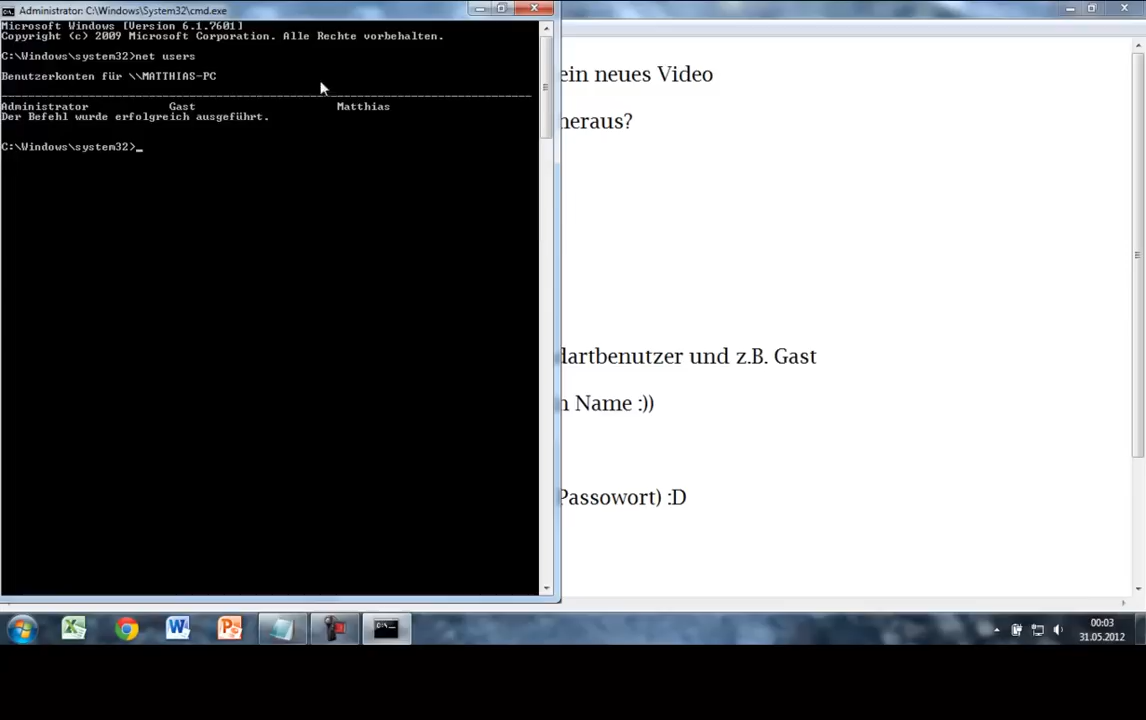 Administrator: C:\Windows\System32\cmd.exe
Microsoft Windows [Version 6.1.7601]
Copyright (c) 2009 Microsoft Corporation. Alle Rechte vorbehalten.
C:\Windows\system32>net users
Benutzerkonten für \\MATTHIAS-PC
Administrator Gast Matthias
Der Befehl wurde erfolgreich ausgeführt.
C:\Windows\system32>_
ein neues Video
heraus?
dartbenutzer und z.B. Gast
n Name :))
Passowort) :D
00:03
31.05.2012